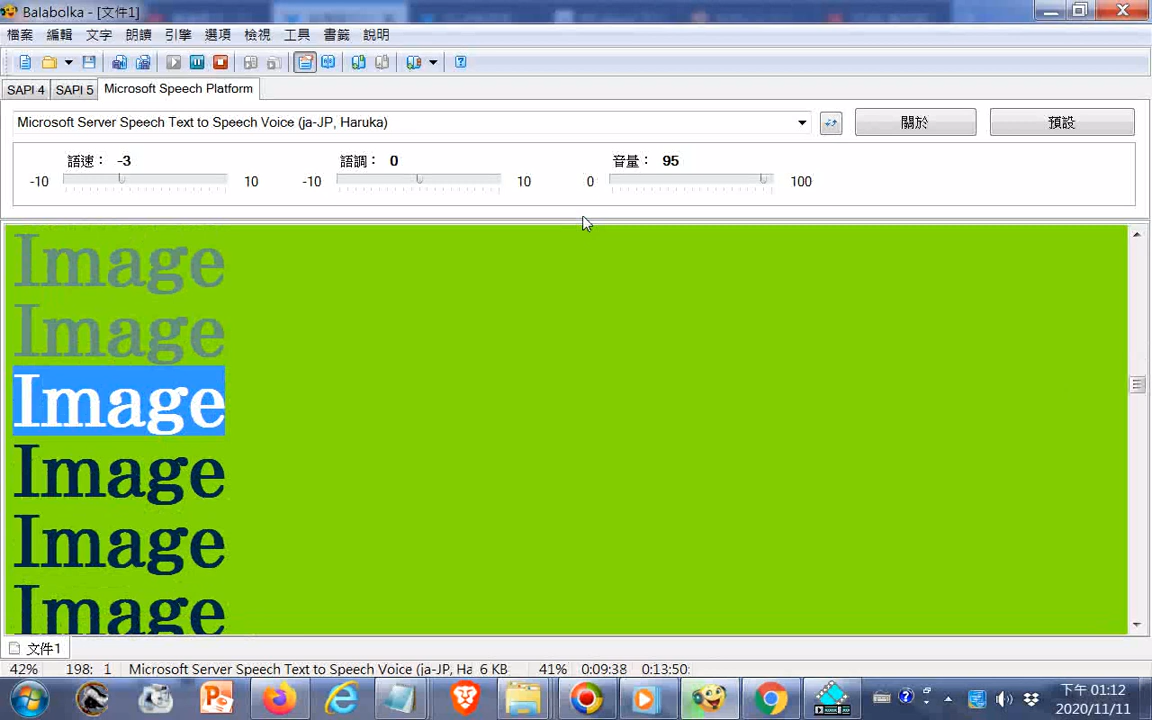 Balabolka - [文件1]
檔案 編輯 文字 朗讀 引擎 選項 檢視 工具 書籤 說明
SAPI 4 SAPI 5 Microsoft Speech Platform
Microsoft Server Speech Text to Speech Voice (ja-JP, Haruka) 關於 預設
語速： -3 語調： 0 音量： 95
-10 10 -10 10 0 100
Image
Image
Image
Image
Image
Image
文件1
42% 198: 1 Microsoft Server Speech Text to Speech Voice (ja-JP, Ha 6 KB 41% 0:09:38 0:13:50
下午 01:12
2020/11/11